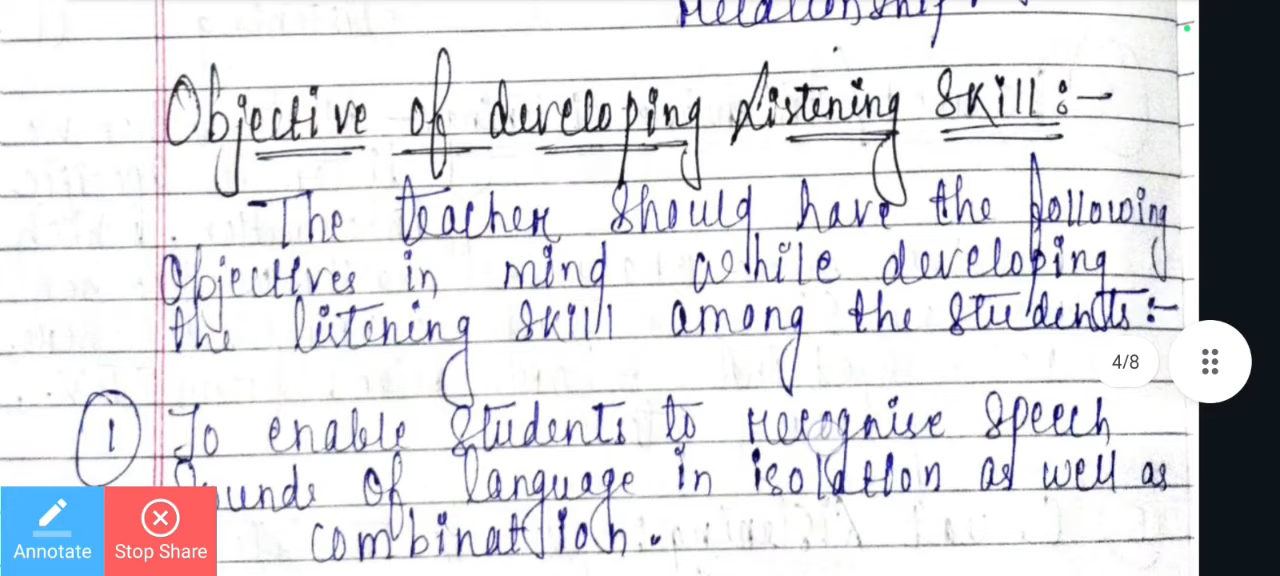 Relationship
Objective of developing Listening Skill:-
The teacher should have the following
Objectives in mind while developing
the listening skill among the students:-
4/8
1 To enable students to recognise speech
Sounds of language in isolation as well as
combination.
Annotate Stop Share